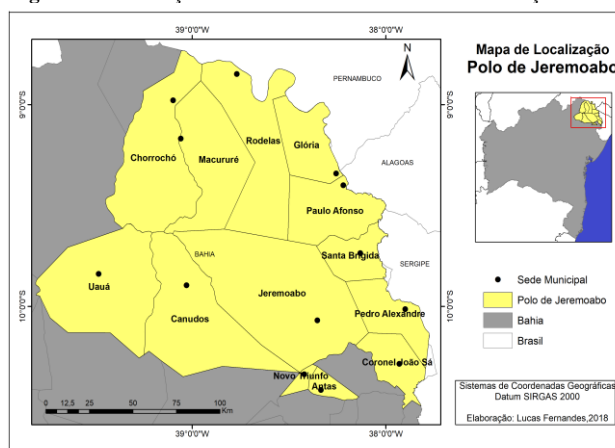 39°0'0"W
38°0'0"W
N
PERNAMBUCO
9°0'0"S
9°0'0"S
Rodelas
Glória
Chorrochó
Macururé
ALAGOAS
Paulo Afonso
BAHIA
Santa Brígida
SERGIPE
Uauá
Jeremoabo
10°0'0"S
10°0'0"S
Canudos
Pedro Alexandre
Coronel João Sá
Novo Triunfo
Antas
0 12,5 25 50 75 100
Km
39°0'0"W
38°0'0"W
Mapa de Localização
Polo de Jeremoabo
Sede Municipal
Polo de Jeremoabo
Bahia
Brasil
Sistemas de Coordenadas Geográficas
Datum SIRGAS 2000
Elaboração: Lucas Fernandes,2018